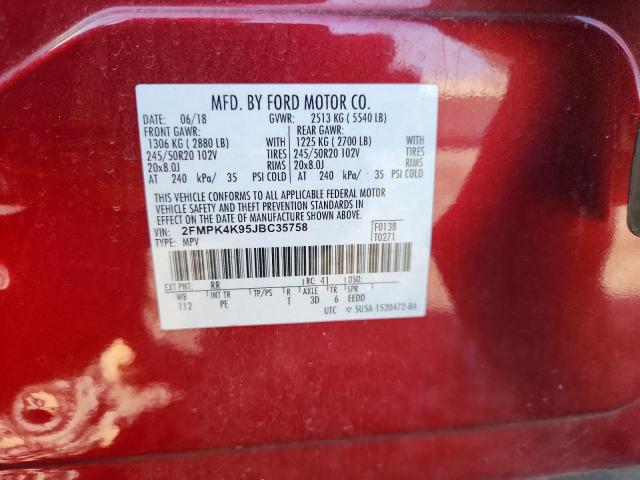 MFD. BY FORD MOTOR CO.
DATE: 06/18 GVWR: 2513 KG ( 5540 LB)
FRONT GAWR: REAR GAWR:
1306 KG ( 2880 LB) WITH 1225 KG ( 2700 LB) WITH
245/50R20 102V TIRES 245/50R20 102V TIRES
20x8.0J RIMS 20x8.0J RIMS
AT 240 kPa/ 35 PSI COLD AT 240 kPa/ 35 PSI COLD
THIS VEHICLE CONFORMS TO ALL APPLICABLE FEDERAL MOTOR
VEHICLE SAFETY AND THEFT PREVENTION STANDARDS IN
EFFECT ON THE DATE OF MANUFACTURE SHOWN ABOVE.
VIN: 2FMPK4K95JBC35758 F0138
TYPE: MPV T0271
EXT PNT: RR RC: 41 DSO:
WB INT TR TP/PS R AXLE TR SPR
112 PE T 3D 6 EEDD
UTC 5USA-1520472-BA